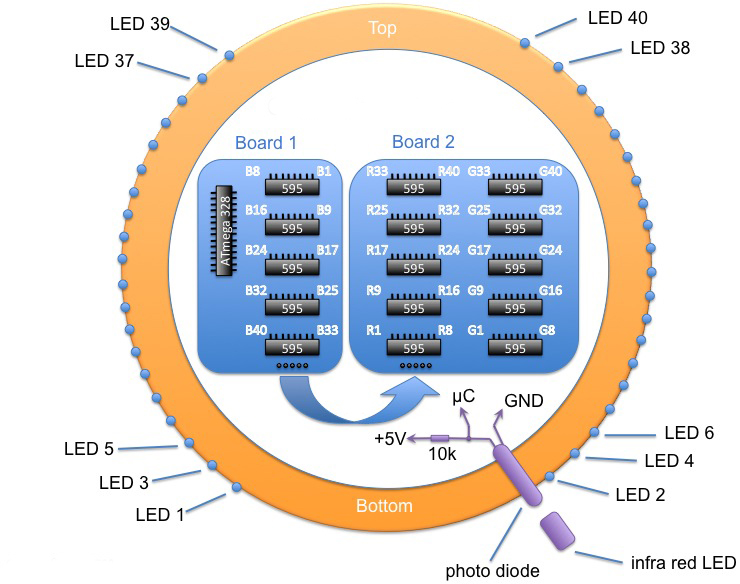 LED 39
LED 40
Top
LED 37
LED 38
Board 1
Board 2
B8 B1
R33 R40 G33 G40
595
595
595
ATmega 328
B16 B9
R25 R32 G25 G32
595
595
595
B24 B17
R17 R24 G17 G24
595
595
595
B32 B25
R9 R16 G9 G16
595
595
595
B40 B33
R1 R8 G1 G8
595
595
595
µC
GND
+5V
10k
LED 6
LED 5
LED 4
LED 3
LED 2
LED 1
Bottom
photo diode
infra red LED